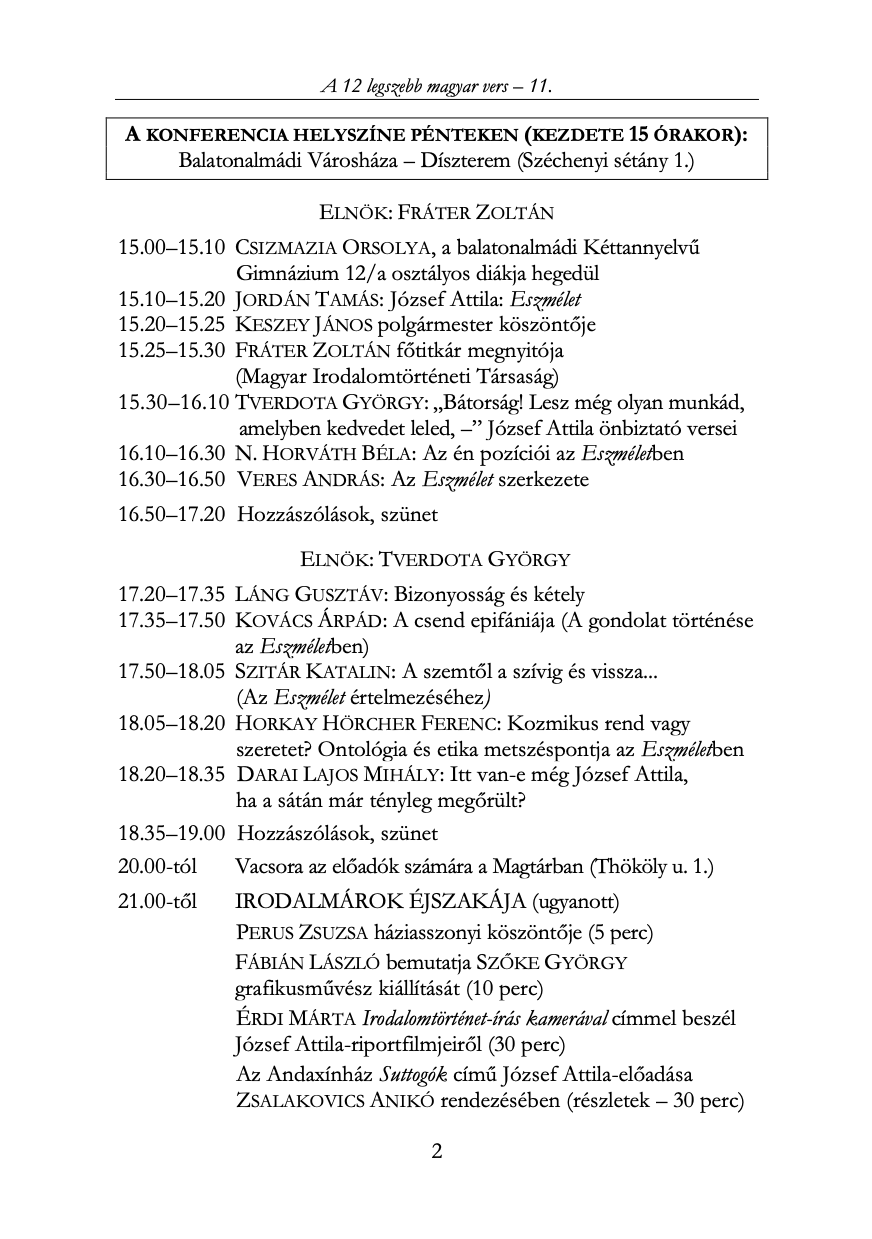 A 12 legszebb magyar vers – 11.
A KONFERENCIA HELYSZÍNE PÉNTEKEN (KEZDETE 15 ÓRAKOR):
Balatonalmádi Városháza – Díszterem (Széchenyi sétány 1.)
ELNÖK: FRÁTER ZOLTÁN
15.00–15.10 CSIZMAZIA ORSOLYA, a balatonalmádi Kéttannyelvű
Gimnázium 12/a osztályos diákja hegedül
15.10–15.20 JORDÁN TAMÁS: József Attila: Eszmélet
15.20–15.25 KESZEY JÁNOS polgármester köszöntője
15.25–15.30 FRÁTER ZOLTÁN főtitkár megnyitója
(Magyar Irodalomtörténeti Társaság)
15.30–16.10 TVERDOTA GYÖRGY: „Bátorság! Lesz még olyan munkád,
amelyben kedvedet leled, –” József Attila önbiztató versei
16.10–16.30 N. HORVÁTH BÉLA: Az én pozíciói az Eszméletben
16.30–16.50 VERES ANDRÁS: Az Eszmélet szerkezete
16.50–17.20 Hozzászólások, szünet
ELNÖK: TVERDOTA GYÖRGY
17.20–17.35 LÁNG GUSZTÁV: Bizonyosság és kétely
17.35–17.50 KOVÁCS ÁRPÁD: A csend epifániája (A gondolat történése
az Eszméletben)
17.50–18.05 SZITÁR KATALIN: A szemtől a szívig és vissza...
(Az Eszmélet értelmezéséhez)
18.05–18.20 HORKAY HÖRCHER FERENC: Kozmikus rend vagy
szeretet? Ontológia és etika metszéspontja az Eszméletben
18.20–18.35 DARAI LAJOS MIHÁLY: Itt van-e még József Attila,
ha a sátán már tényleg megőrült?
18.35–19.00 Hozzászólások, szünet
20.00-tól Vacsora az előadók számára a Magtárban (Thököly u. 1.)
21.00-től IRODALMÁROK ÉJSZAKÁJA (ugyanott)
PERUS ZSUZSA háziasszonyi köszöntője (5 perc)
FÁBIÁN LÁSZLÓ bemutatja SZŐKE GYÖRGY
grafikusművész kiállítását (10 perc)
ÉRDI MÁRTA Irodalomtörténet-írás kamerával címmel beszél
József Attila-riportfilmjeiről (30 perc)
Az Andaxínház Suttogók című József Attila-előadása
ZSALAKOVICS ANIKÓ rendezésében (részletek – 30 perc)
2